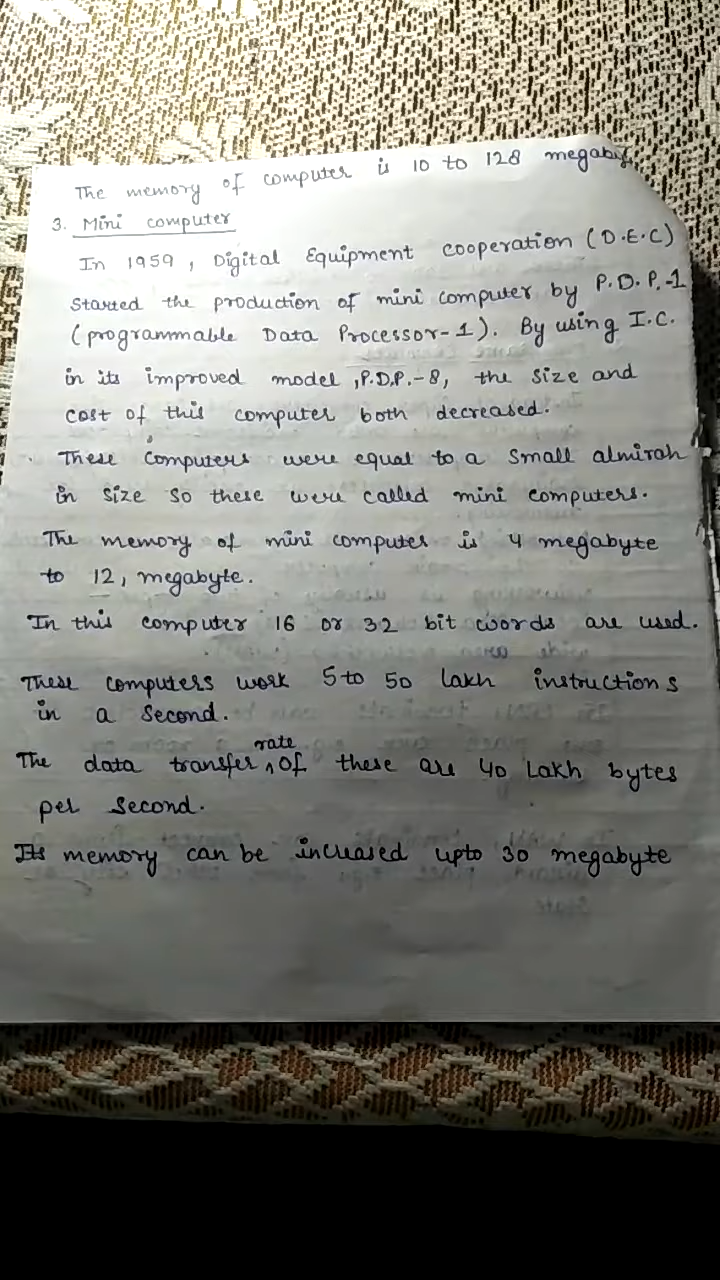 The memory of computer is 10 to 128 megaby
3. Mini computer
In 1959, Digital Equipment cooperation (D.E.C)
started the production of mini computer by P.D.P.-1
(programmable Data Processor-1). By using I.C.
in its improved model, P.D.P.-8, the size and
cost of this computer both decreased.
These computers were equal to a small almirah
in size so these were called mini computers.
The memory of mini computer is 4 megabyte
to 12, megabyte.
In this computer 16 or 32 bit words are used.
These computers work 5 to 50 lakh instructions
in a second.
The data transfer rate of these are 40 Lakh bytes
per second.
Its memory can be increased upto 30 megabyte